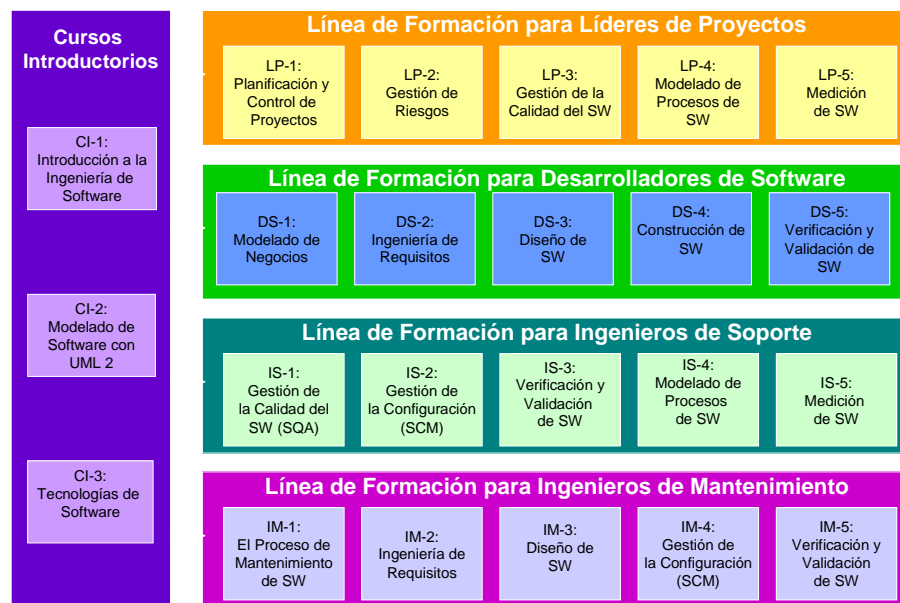 Cursos
Introductorios
CI-1:
Introducción a la
Ingeniería de
Software
CI-2:
Modelado de
Software con
UML 2
CI-3:
Tecnologías de
Software
Línea de Formación para Líderes de Proyectos
LP-1:
Planificación y
Control de
Proyectos
LP-2:
Gestión de
Riesgos
LP-3:
Gestión de la
Calidad del SW
LP-4:
Modelado de
Procesos de
SW
LP-5:
Medición
de SW
Línea de Formación para Desarrolladores de Software
DS-1:
Modelado de
Negocios
DS-2:
Ingeniería de
Requisitos
DS-3:
Diseño de
SW
DS-4:
Construcción de
SW
DS-5:
Verificación y
Validación de
SW
Línea de Formación para Ingenieros de Soporte
IS-1:
Gestión de
la Calidad del
SW (SQA)
IS-2:
Gestión de
la Configuración
(SCM)
IS-3:
Verificación y
Validación
de SW
IS-4:
Modelado de
Procesos
de SW
IS-5:
Medición
de SW
Línea de Formación para Ingenieros de Mantenimiento
IM-1:
El Proceso de
Mantenimiento
de SW
IM-2:
Ingeniería de
Requisitos
IM-3:
Diseño de
SW
IM-4:
Gestión de
la Configuración
(SCM)
IM-5:
Verificación y
Validación
de SW